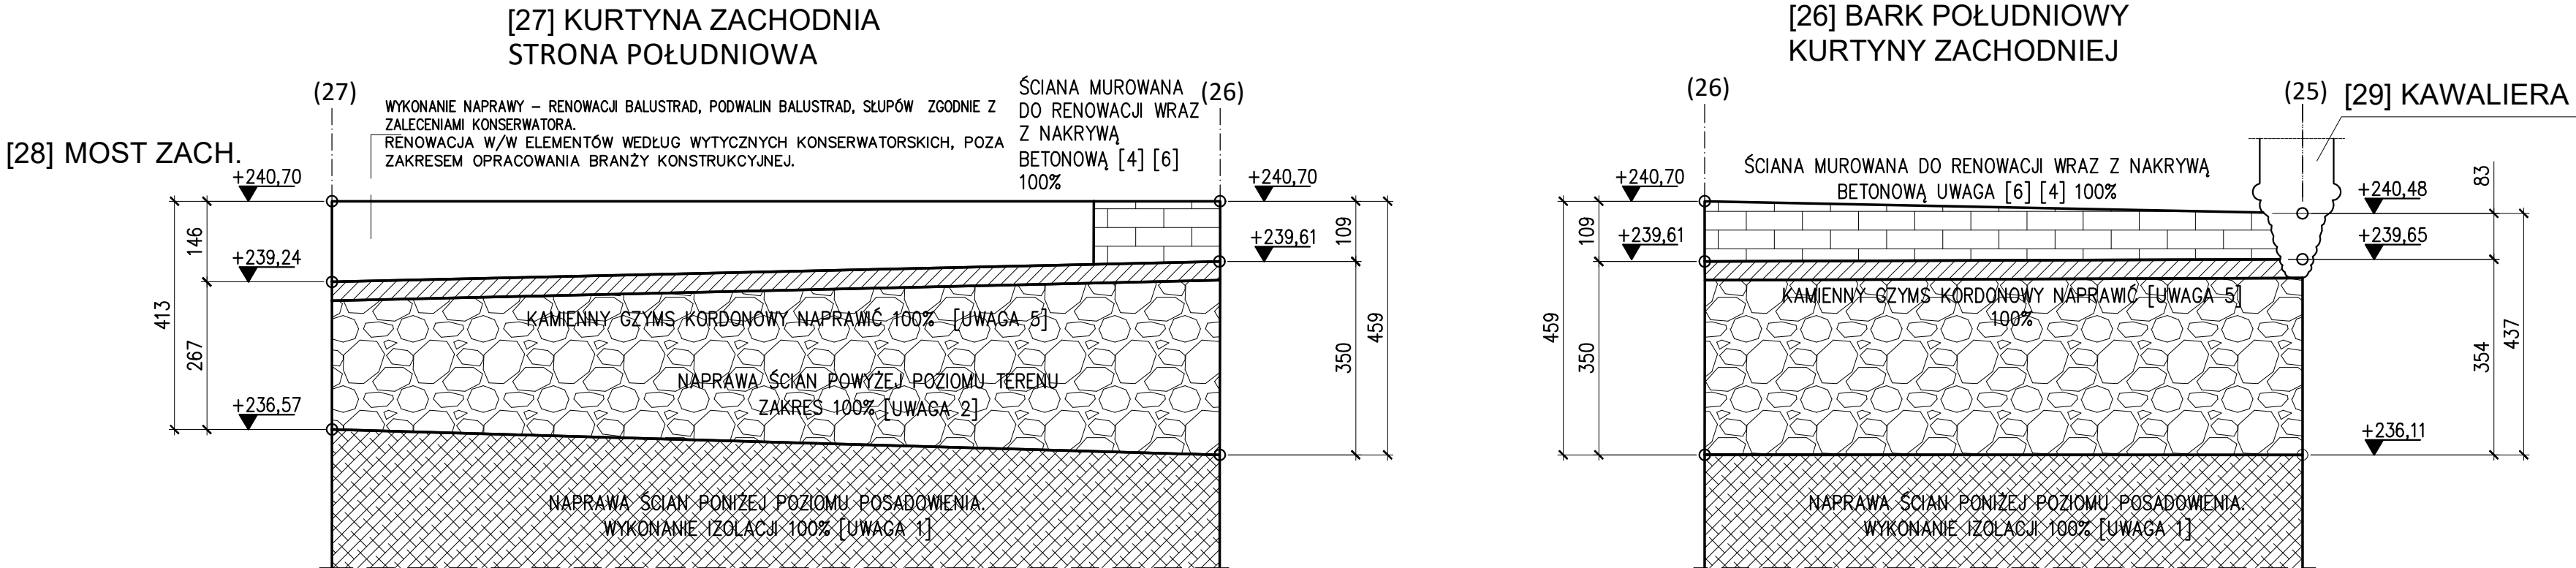 [27] KURTYNA ZACHODNIA
STRONA POŁUDNIOWA
(27)
(26)
[28] MOST ZACH.
WYKONANIE NAPRAWY – RENOWACJI BALUSTRAD, PODWALIN BALUSTRAD, SŁUPÓW ZGODNIE Z
ZALECENIAMI KONSERWATORA.
RENOWACJA W/W ELEMENTÓW WEDŁUG WYTYCZNYCH KONSERWATORSKICH, POZA
ZAKRESEM OPRACOWANIA BRANŻY KONSTRUKCYJNEJ.
ŚCIANA MUROWANA
DO RENOWACJI WRAZ
Z NAKRYWĄ
BETONOWĄ [4] [6]
100%
+240,70
+239,24
+236,57
413
146
267
+240,70
+239,61
109
350
459
KAMIENNY GZYMS KORDONOWY NAPRAWIĆ 100% [UWAGA 5]
NAPRAWA ŚCIAN POWYŻEJ POZIOMU TERENU
ZAKRES 100% [UWAGA 2]
NAPRAWA ŚCIAN PONIŻEJ POZIOMU POSADOWIENIA.
WYKONANIE IZOLACJI 100% [UWAGA 1]
[26] BARK POŁUDNIOWY
KURTYNY ZACHODNIEJ
(26)
(25)
[29] KAWALIERA
ŚCIANA MUROWANA DO RENOWACJI WRAZ Z NAKRYWĄ
BETONOWĄ UWAGA [6] [4] 100%
+240,70
+239,61
459
109
350
+240,48
+239,65
+236,11
83
354
437
KAMIENNY GZYMS KORDONOWY NAPRAWIĆ [UWAGA 5]
100%
NAPRAWA ŚCIAN PONIŻEJ POZIOMU POSADOWIENIA.
WYKONANIE IZOLACJI 100% [UWAGA 1]